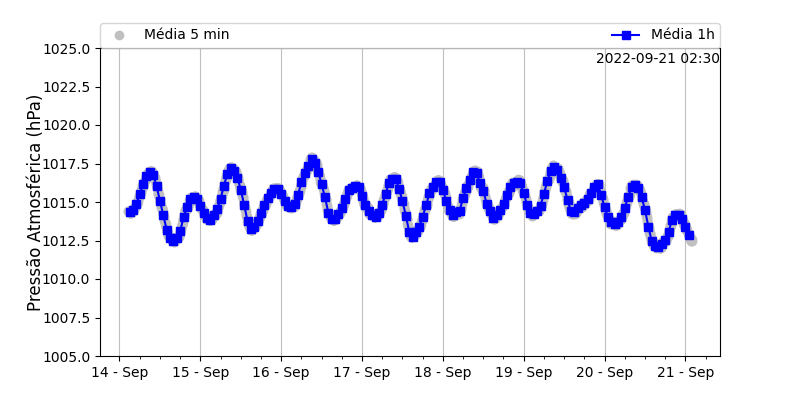 Média 5 min
Média 1h
2022-09-21 02:30
Pressão Atmosférica (hPa)
1025.0
1022.5
1020.0
1017.5
1015.0
1012.5
1010.0
1007.5
1005.0
14 - Sep
15 - Sep
16 - Sep
17 - Sep
18 - Sep
19 - Sep
20 - Sep
21 - Sep